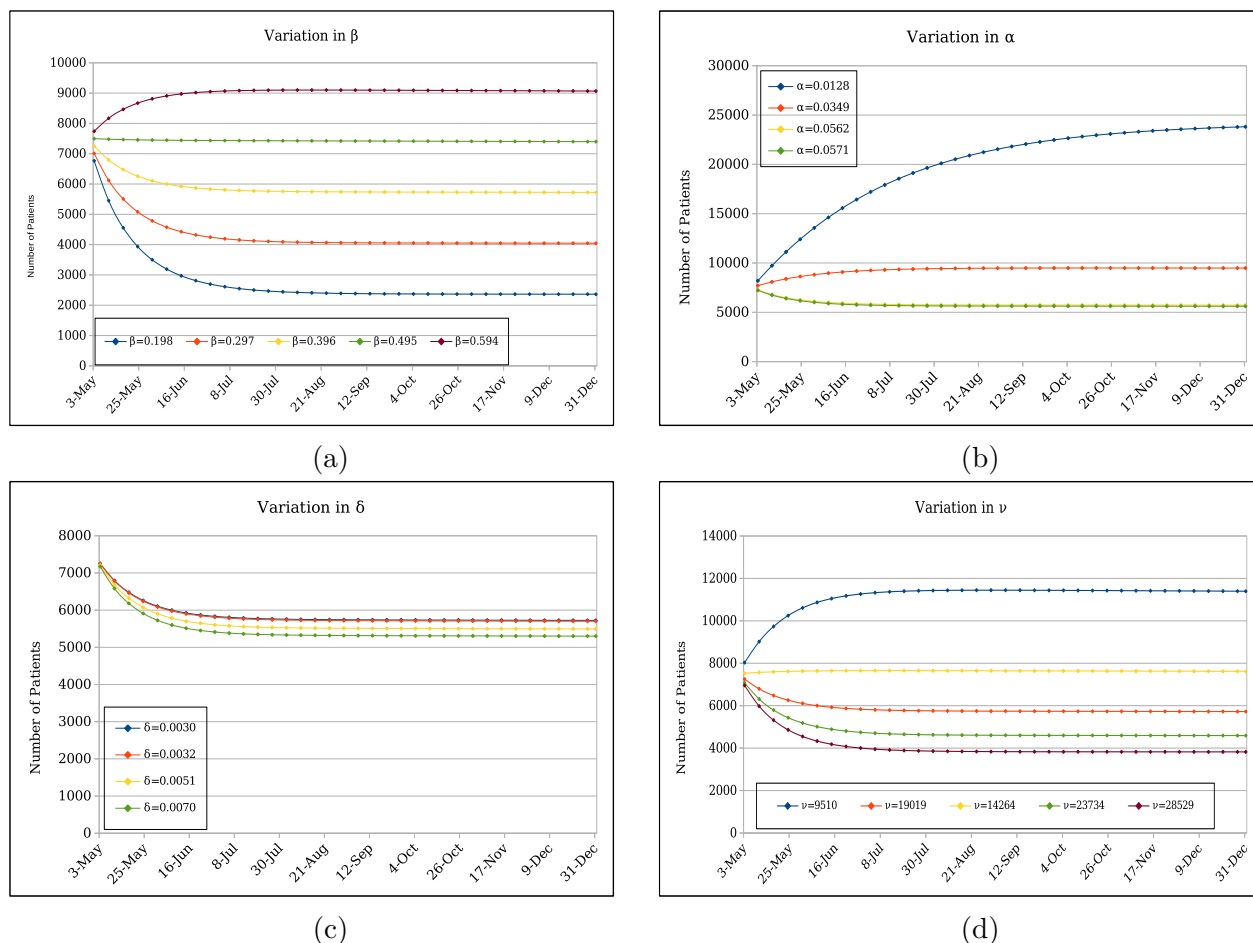 Variation in β
Number of Patients
10000
9000
8000
7000
6000
5000
4000
3000
2000
1000
0
β=0.198 β=0.297 β=0.396 β=0.495 β=0.594
3-May 25-May 16-Jun 8-Jul 30-Jul 21-Aug 12-Sep 4-Oct 26-Oct 17-Nov 9-Dec 31-Dec
(a)
Variation in α
Number of Patients
30000
25000
20000
15000
10000
5000
0
α=0.0128
α=0.0349
α=0.0562
α=0.0571
3-May 25-May 16-Jun 8-Jul 30-Jul 21-Aug 12-Sep 4-Oct 26-Oct 17-Nov 9-Dec 31-Dec
(b)
Variation in δ
Number of Patients
8000
7000
6000
5000
4000
3000
2000
1000
0
δ=0.0030
δ=0.0032
δ=0.0051
δ=0.0070
3-May 25-May 16-Jun 8-Jul 30-Jul 21-Aug 12-Sep 4-Oct 26-Oct 17-Nov 9-Dec 31-Dec
(c)
Variation in ν
Number of Patients
14000
12000
10000
8000
6000
4000
2000
0
ν=9510 ν=19019 ν=14264 ν=23734 ν=28529
3-May 25-May 16-Jun 8-Jul 30-Jul 21-Aug 12-Sep 4-Oct 26-Oct 17-Nov 9-Dec 31-Dec
(d)